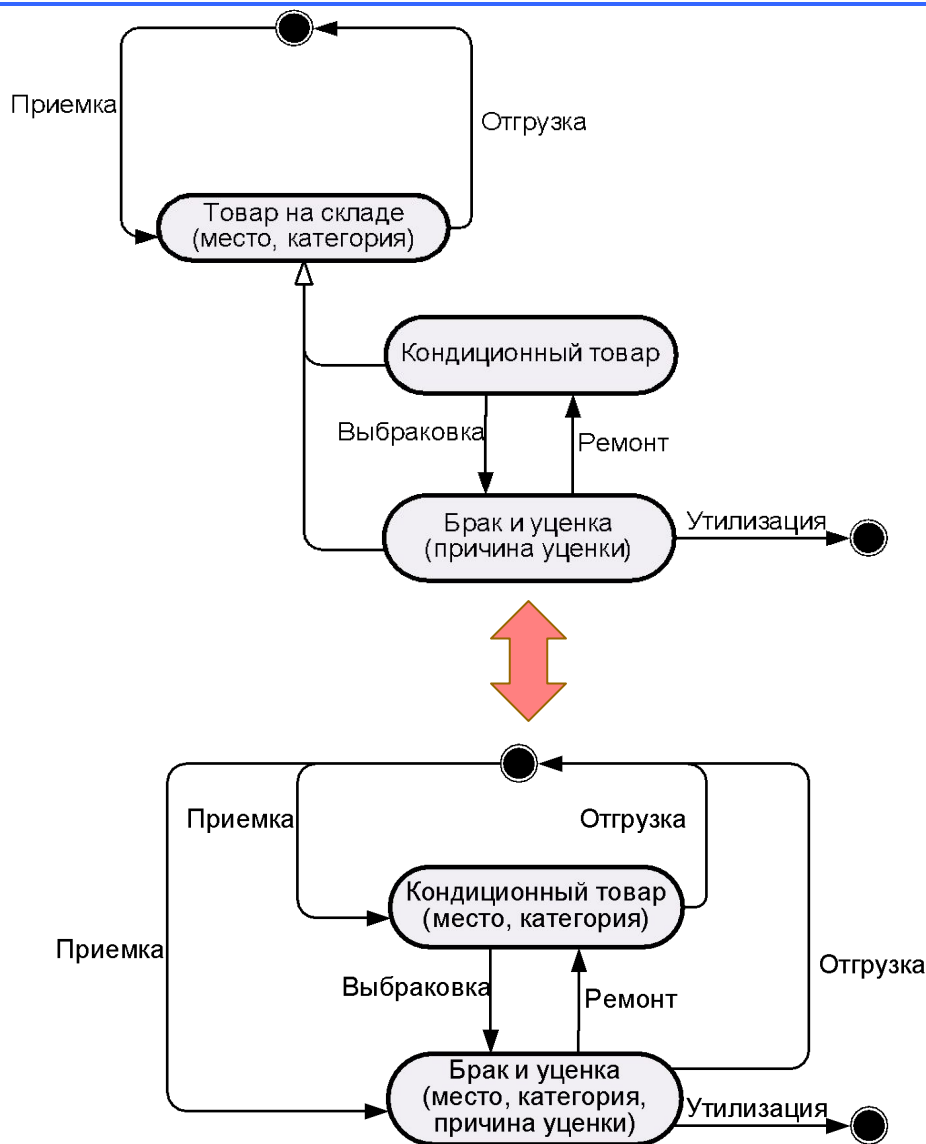 Приемка
Отгрузка
Товар на складе
(место, категория)
Кондиционный товар
Выбраковка
Ремонт
Брак и уценка
(причина уценки)
Утилизация
Приемка
Отгрузка
Кондиционный товар
(место, категория)
Приемка
Отгрузка
Выбраковка
Ремонт
Брак и уценка
(место, категория,
причина уценки)
Утилизация